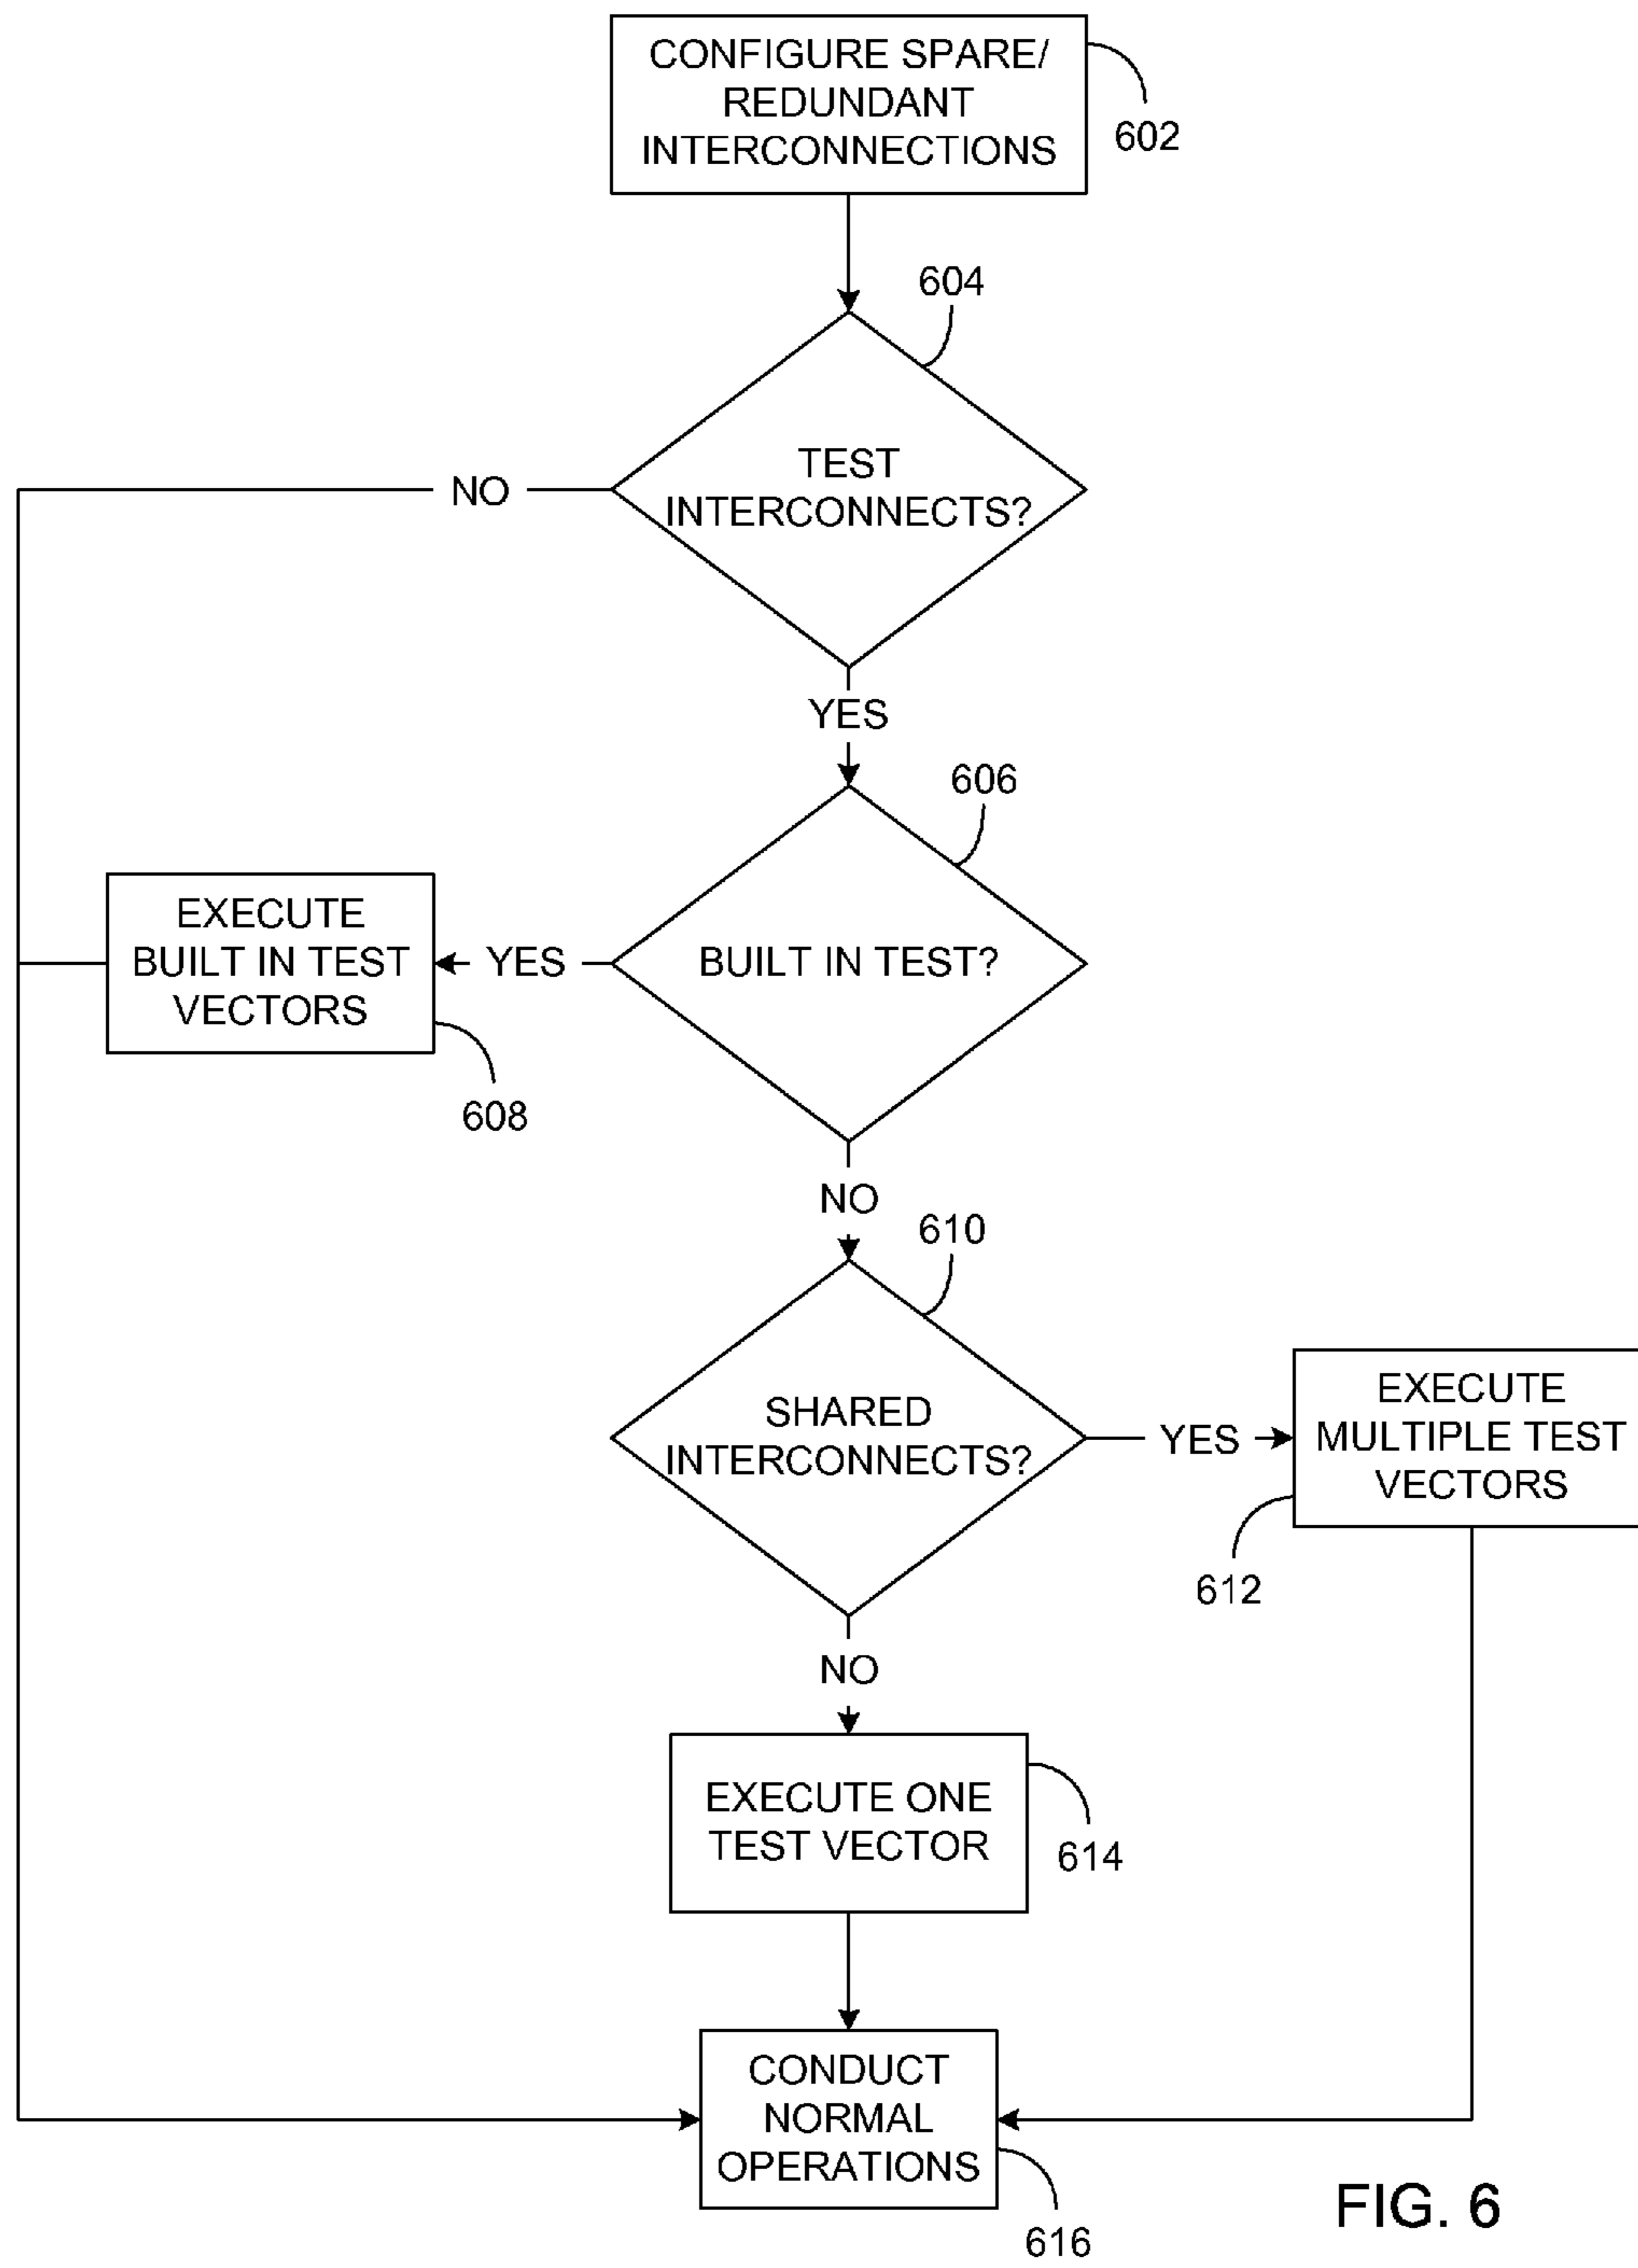 CONFIGURE SPARE/
REDUNDANT
INTERCONNECTIONS
602
604
TEST
INTERCONNECTS?
NO
YES
606
BUILT IN TEST?
YES
EXECUTE
BUILT IN TEST
VECTORS
608
NO
610
SHARED
INTERCONNECTS?
YES
EXECUTE
MULTIPLE TEST
VECTORS
612
NO
EXECUTE ONE
TEST VECTOR
614
CONDUCT
NORMAL
OPERATIONS
616
FIG. 6